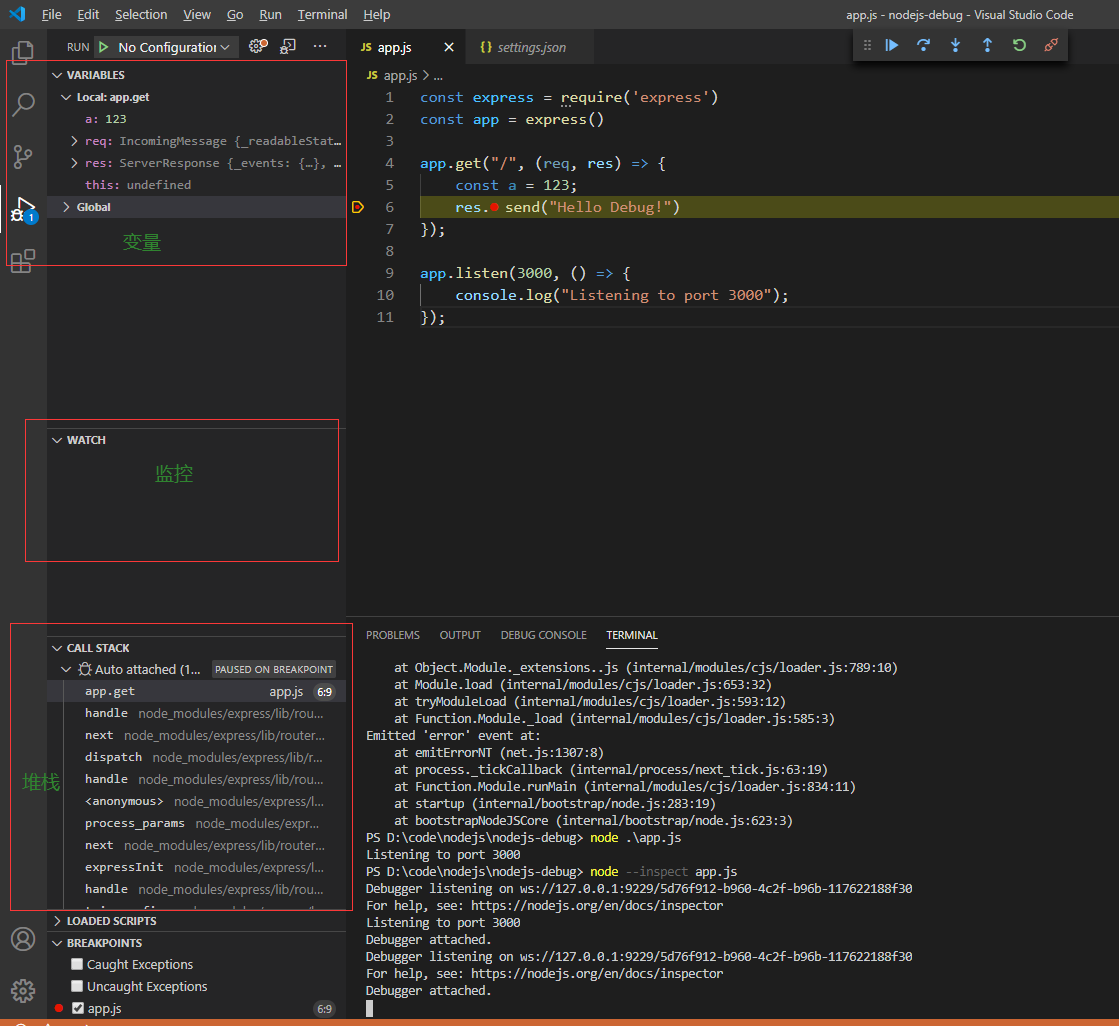 File Edit Selection View Go Run Terminal Help
app.js - nodejs-debug - Visual Studio Code
RUN No Configuration
JS app.js
{} settings.json
JS app.js > ...
VARIABLES
Local: app.get
a: 123
req: IncomingMessage {_readableStat…
res: ServerResponse {_events: {…}, …
this: undefined
Global
变量
1
WATCH
监控
CALL STACK
Auto attached (1... PAUSED ON BREAKPOINT
app.get app.js 6:9
handle node_modules/express/lib/rou...
next node_modules/express/lib/router...
dispatch node_modules/express/lib/r...
handle node_modules/express/lib/rou...
<anonymous> node_modules/express/l...
process_params node_modules/expr...
next node_modules/express/lib/router...
expressInit node_modules/express/l...
handle node_modules/express/lib/rou...
堆栈
LOADED SCRIPTS
BREAKPOINTS
Caught Exceptions
Uncaught Exceptions
app.js 6:9
1 const express = require('express')
2 const app = express()
3
4 app.get("/", (req, res) => {
5 const a = 123;
6 res. send("Hello Debug!")
7 });
8
9 app.listen(3000, () => {
10 console.log("Listening to port 3000");
11 });
PROBLEMS OUTPUT DEBUG CONSOLE TERMINAL
at Object.Module._extensions..js (internal/modules/cjs/loader.js:789:10)
at Module.load (internal/modules/cjs/loader.js:653:32)
at tryModuleLoad (internal/modules/cjs/loader.js:593:12)
at Function.Module._load (internal/modules/cjs/loader.js:585:3)
Emitted 'error' event at:
at emitErrorNT (net.js:1307:8)
at process._tickCallback (internal/process/next_tick.js:63:19)
at Function.Module.runMain (internal/modules/cjs/loader.js:834:11)
at startup (internal/bootstrap/node.js:283:19)
at bootstrapNodeJSCore (internal/bootstrap/node.js:623:3)
PS D:\code\nodejs\nodejs-debug> node .\app.js
Listening to port 3000
PS D:\code\nodejs\nodejs-debug> node --inspect app.js
Debugger listening on ws://127.0.0.1:9229/5d76f912-b960-4c2f-b96b-117622188f30
For help, see: https://nodejs.org/en/docs/inspector
Listening to port 3000
Debugger attached.
Debugger listening on ws://127.0.0.1:9229/5d76f912-b960-4c2f-b96b-117622188f30
For help, see: https://nodejs.org/en/docs/inspector
Debugger attached.